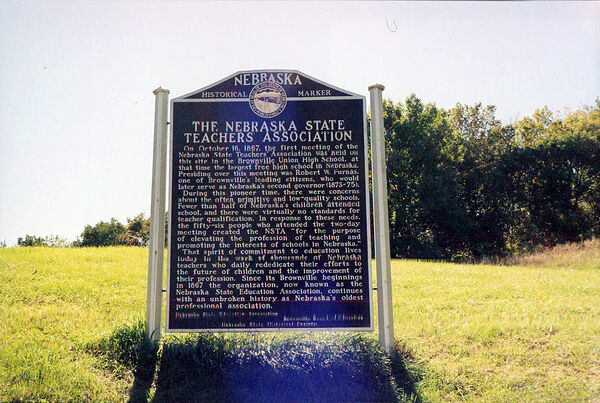 NEBRASKA
HISTORICAL MARKER
THE NEBRASKA STATE
TEACHERS ASSOCIATION
On October 16, 1867, the first meeting of the
Nebraska State Teachers' Association was held on
this site in the Brownville Union High School, at
that time the largest free high school in Nebraska.
Presiding over this meeting was Robert W. Furnas,
one of Brownville's leading citizens, who would
later serve as Nebraska's second governor (1873-75).
During this pioneer time, there were concerns
about the often primitive and low-quality schools.
Fewer than half of Nebraska's children attended
school, and there were virtually no standards for
teacher qualification. In response to these needs,
the fifty-six people who attended the two-day
meeting created the NSTA "for the purpose
of elevating the profession of teaching and
promoting the interests of schools in Nebraska."
That spirit of commitment to education lives
today in the work of thousands of Nebraska
teachers who daily rededicate their efforts to
the future of children and the improvement of
their profession. Since its Brownville beginnings
in 1867 the organization, now known as the
Nebraska State Education Association, continues
with an unbroken history as Nebraska's oldest
professional association.
Nebraska State Education Association
Nebraska State Historical Society